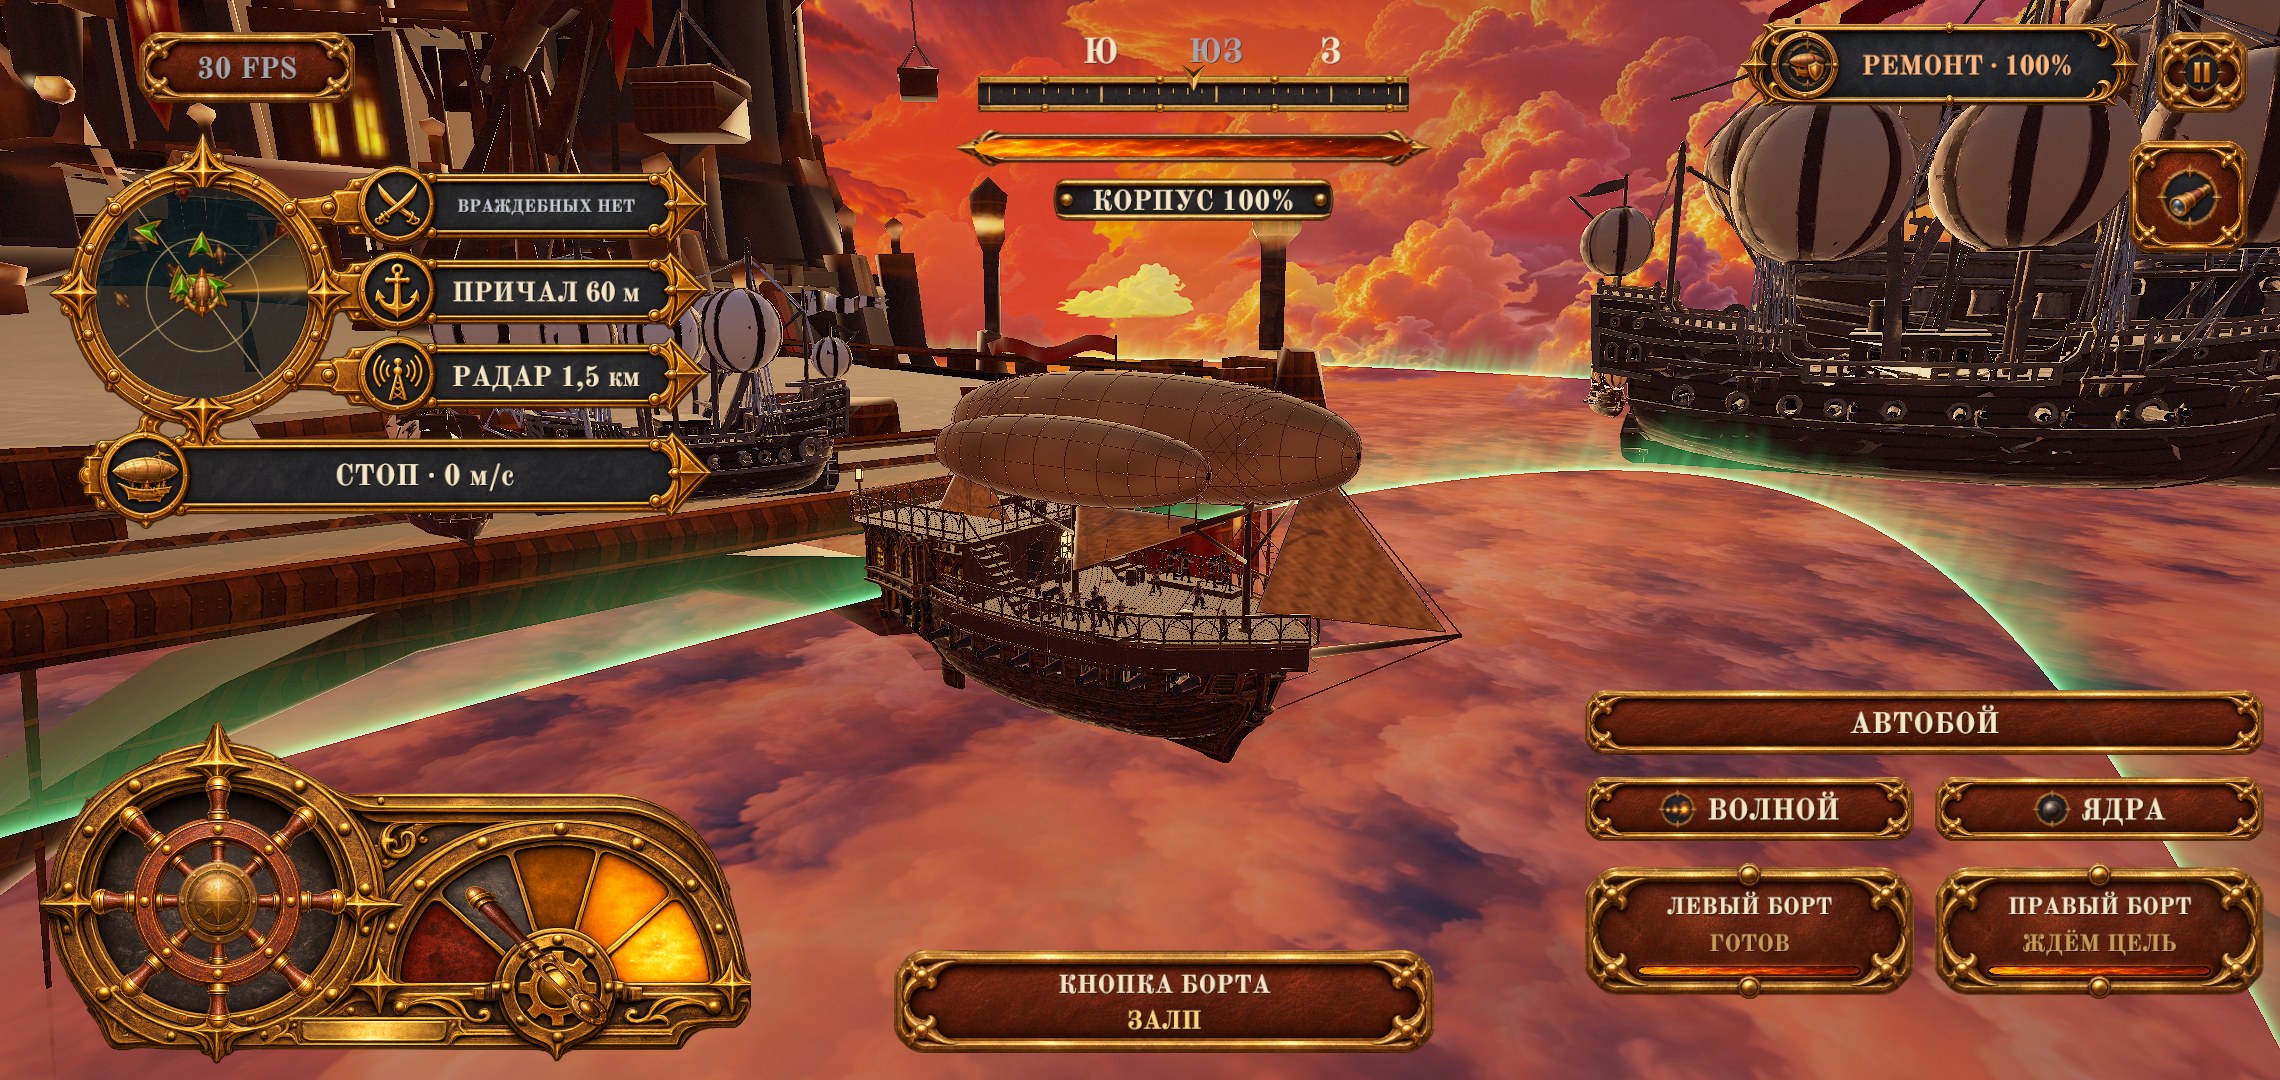 30 FPS
Ю ЮЗ З
РЕМОНТ · 100%
КОРПУС 100%
ВРАЖДЕБНЫХ НЕТ
ПРИЧАЛ 60 м
РАДАР 1,5 км
СТОП · 0 м/с
АВТОБОЙ
ВОЛНОЙ
ЯДРА
ЛЕВЫЙ БОРТ
ГОТОВ
ПРАВЫЙ БОРТ
ЖДЁМ ЦЕЛЬ
КНОПКА БОРТА
ЗАЛП